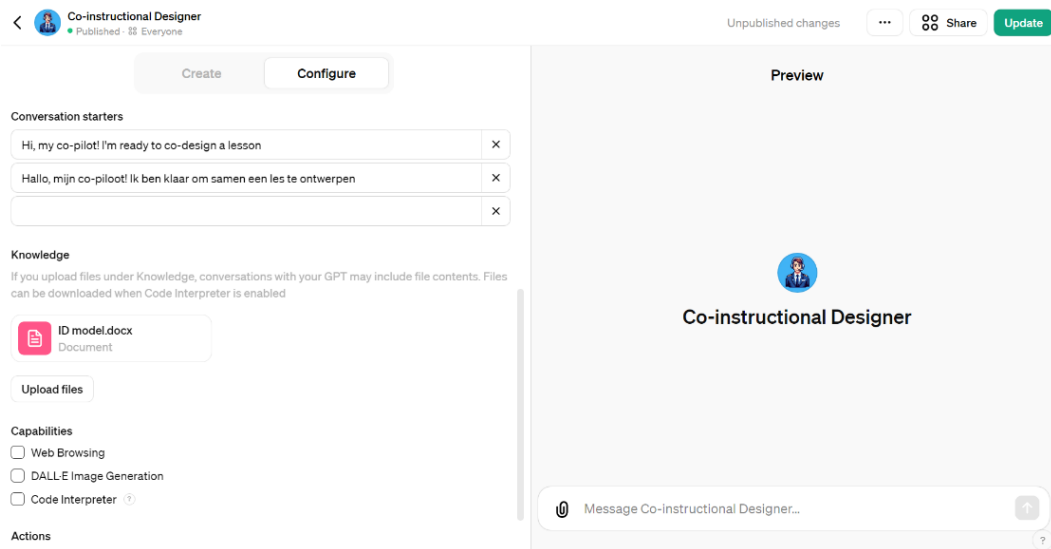 Co-instructional Designer
Published · Everyone
Unpublished changes
Share
Update
Create
Configure
Conversation starters
Hi, my co-pilot! I'm ready to co-design a lesson
Hallo, mijn co-piloot! Ik ben klaar om samen een les te ontwerpen
Knowledge
If you upload files under Knowledge, conversations with your GPT may include file contents. Files
can be downloaded when Code Interpreter is enabled
ID model.docx
Document
Upload files
Capabilities
Web Browsing
DALL·E Image Generation
Code Interpreter ?
Actions
Preview
Co-instructional Designer
Message Co-instructional Designer...
?